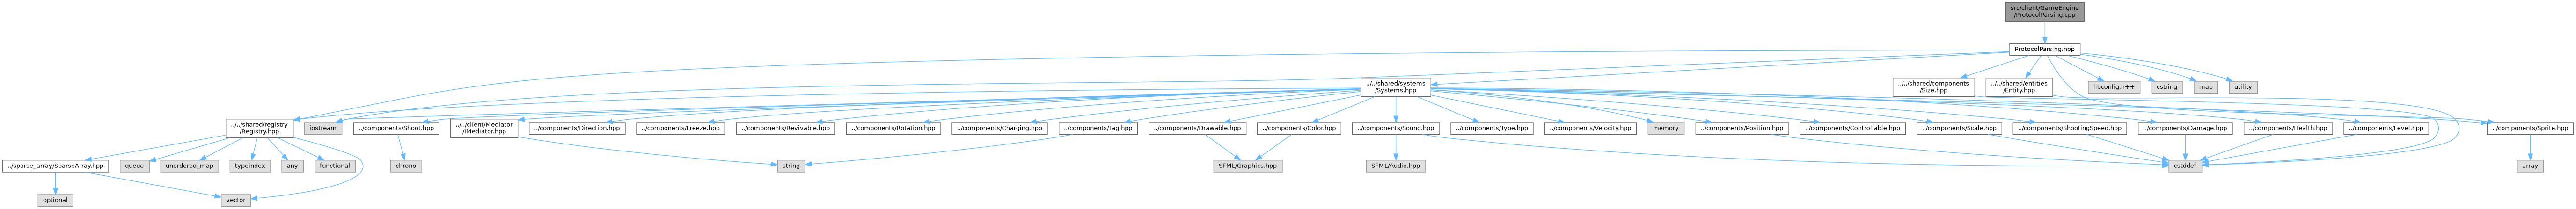 src/client/GameEngine
/ProtocolParsing.cpp
ProtocolParsing.hpp
../../shared/systems
/Systems.hpp
../../shared/components
/Size.hpp
../../shared/entities
/Entity.hpp
libconfig.h++
cstring
map
utility
../../shared/registry
/Registry.hpp
iostream
../components/Shoot.hpp
../../client/Mediator
/IMediator.hpp
../components/Direction.hpp
../components/Freeze.hpp
../components/Revivable.hpp
../components/Rotation.hpp
../components/Charging.hpp
../components/Tag.hpp
../components/Drawable.hpp
../components/Color.hpp
../components/Sound.hpp
../components/Type.hpp
../components/Velocity.hpp
memory
../components/Position.hpp
../components/Controllable.hpp
../components/Scale.hpp
../components/ShootingSpeed.hpp
../components/Damage.hpp
../components/Health.hpp
../components/Level.hpp
../components/Sprite.hpp
../sparse_array/SparseArray.hpp
queue
unordered_map
typeindex
any
functional
chrono
string
SFML/Graphics.hpp
SFML/Audio.hpp
cstddef
array
optional
vector